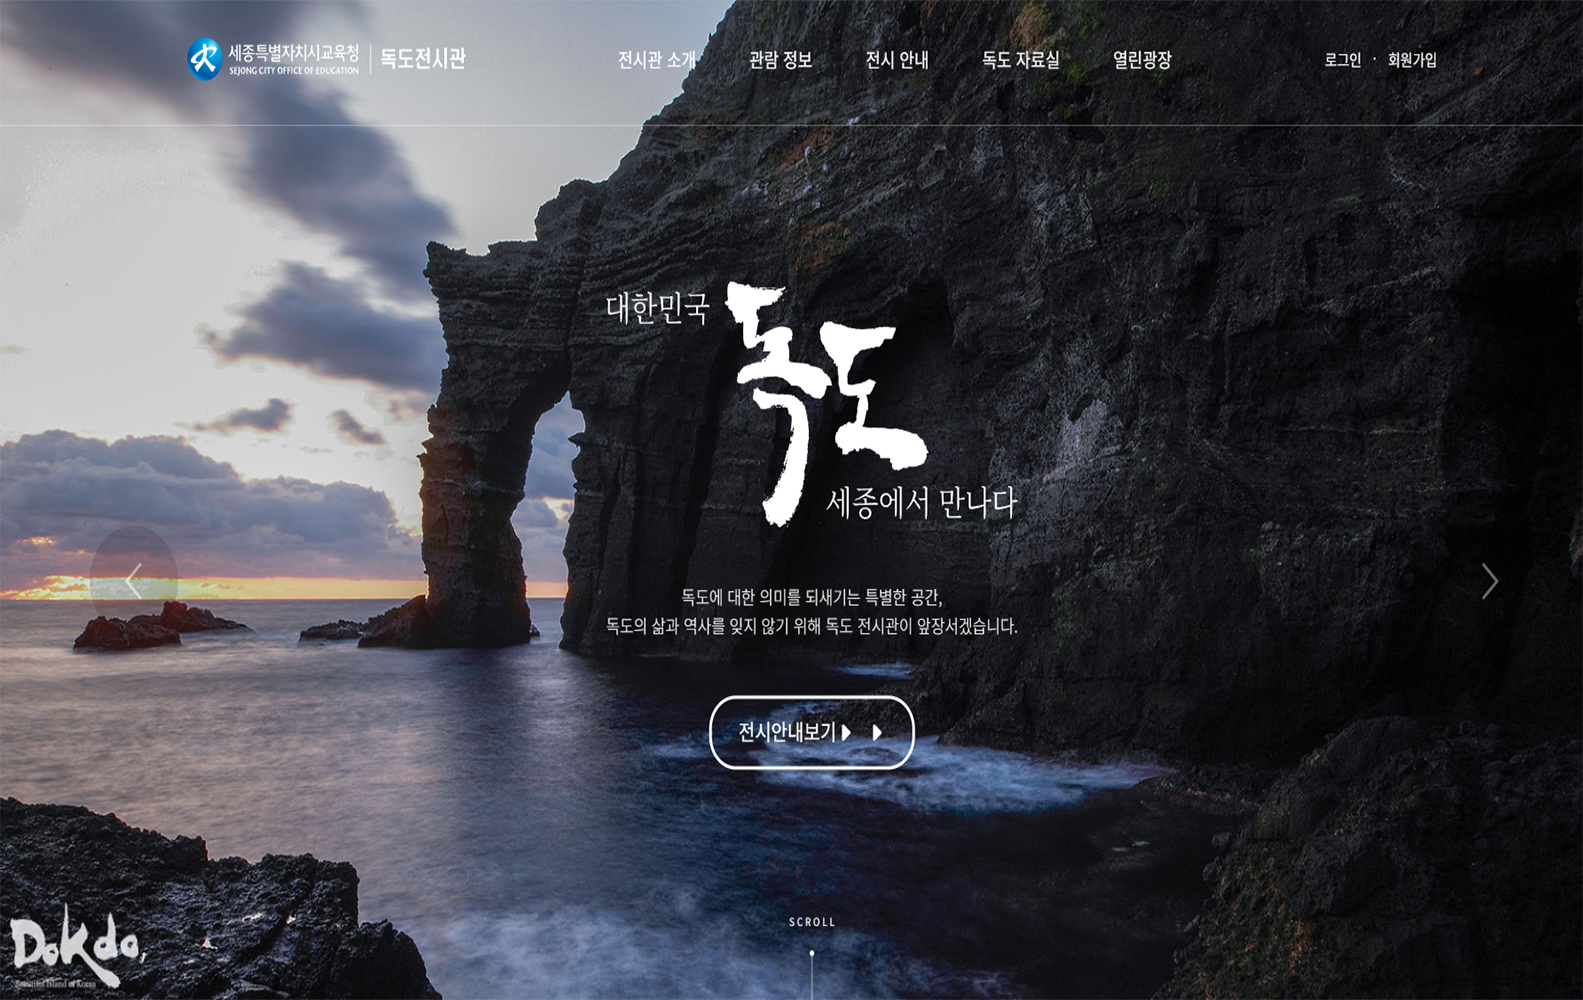 세종특별자치시교육청 독도전시관
SEJONG CITY OFFICE OF EDUCATION
전시관 소개 관람 정보 전시 안내 독도 자료실 열린광장
로그인 · 회원가입
대한민국 독도
세종에서 만나다
독도에 대한 의미를 되새기는 특별한 공간,
독도의 삶과 역사를 잊지 않기 위해 독도 전시관이 앞장서겠습니다.
전시안내보기
SCROLL
Dokdo,
Beautiful Island of Korea